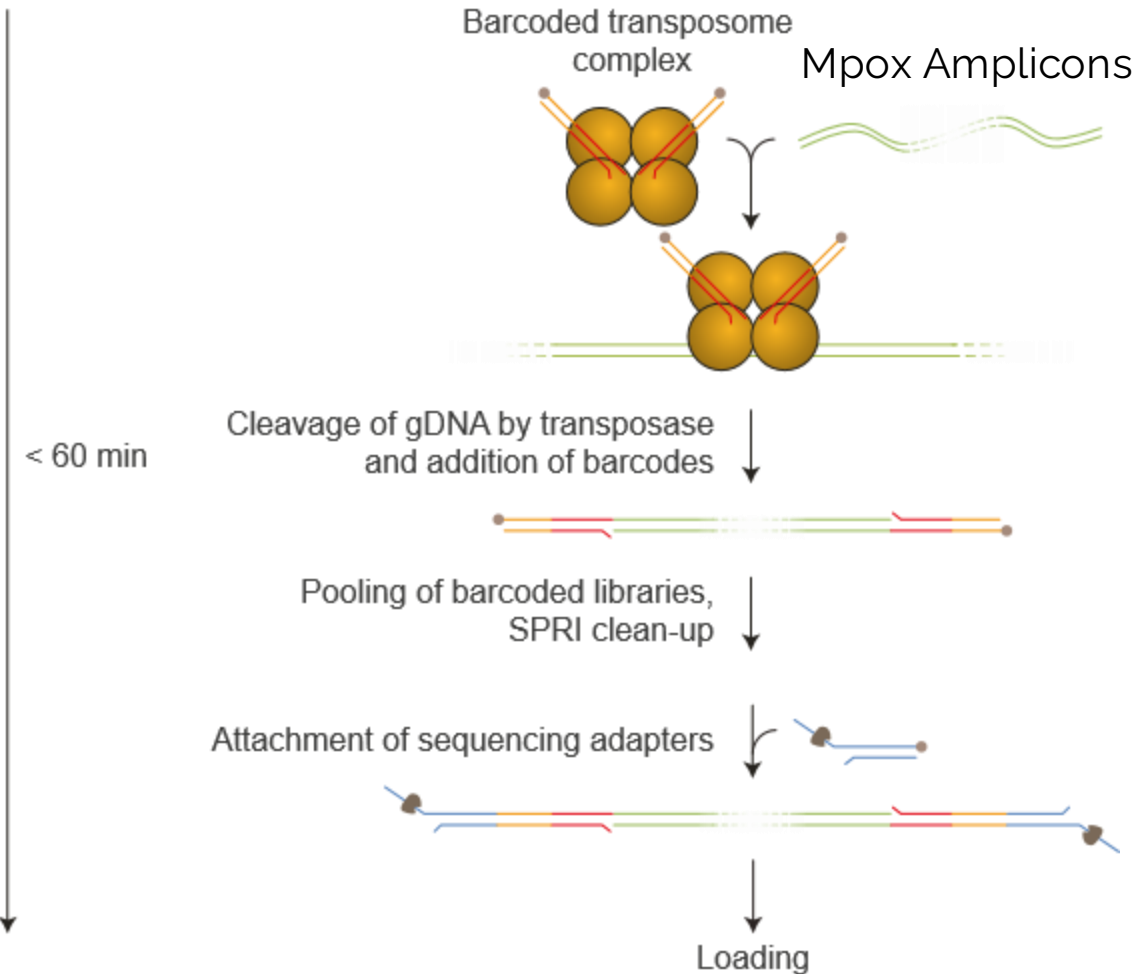 Barcoded transposome
complex
Mpox Amplicons
Cleavage of gDNA by transposase
and addition of barcodes
< 60 min
Pooling of barcoded libraries,
SPRI clean-up
Attachment of sequencing adapters
Loading